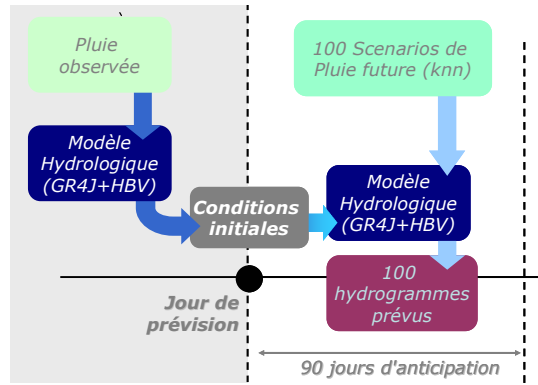 Pluie
observée
100 Scenarios de
Pluie future (knn)
Modèle
Hydrologique
(GR4J+HBV)
Conditions
initiales
Modèle
Hydrologique
(GR4J+HBV)
100
hydrogrammes
prévus
Jour de
prévision
90 jours d'anticipation